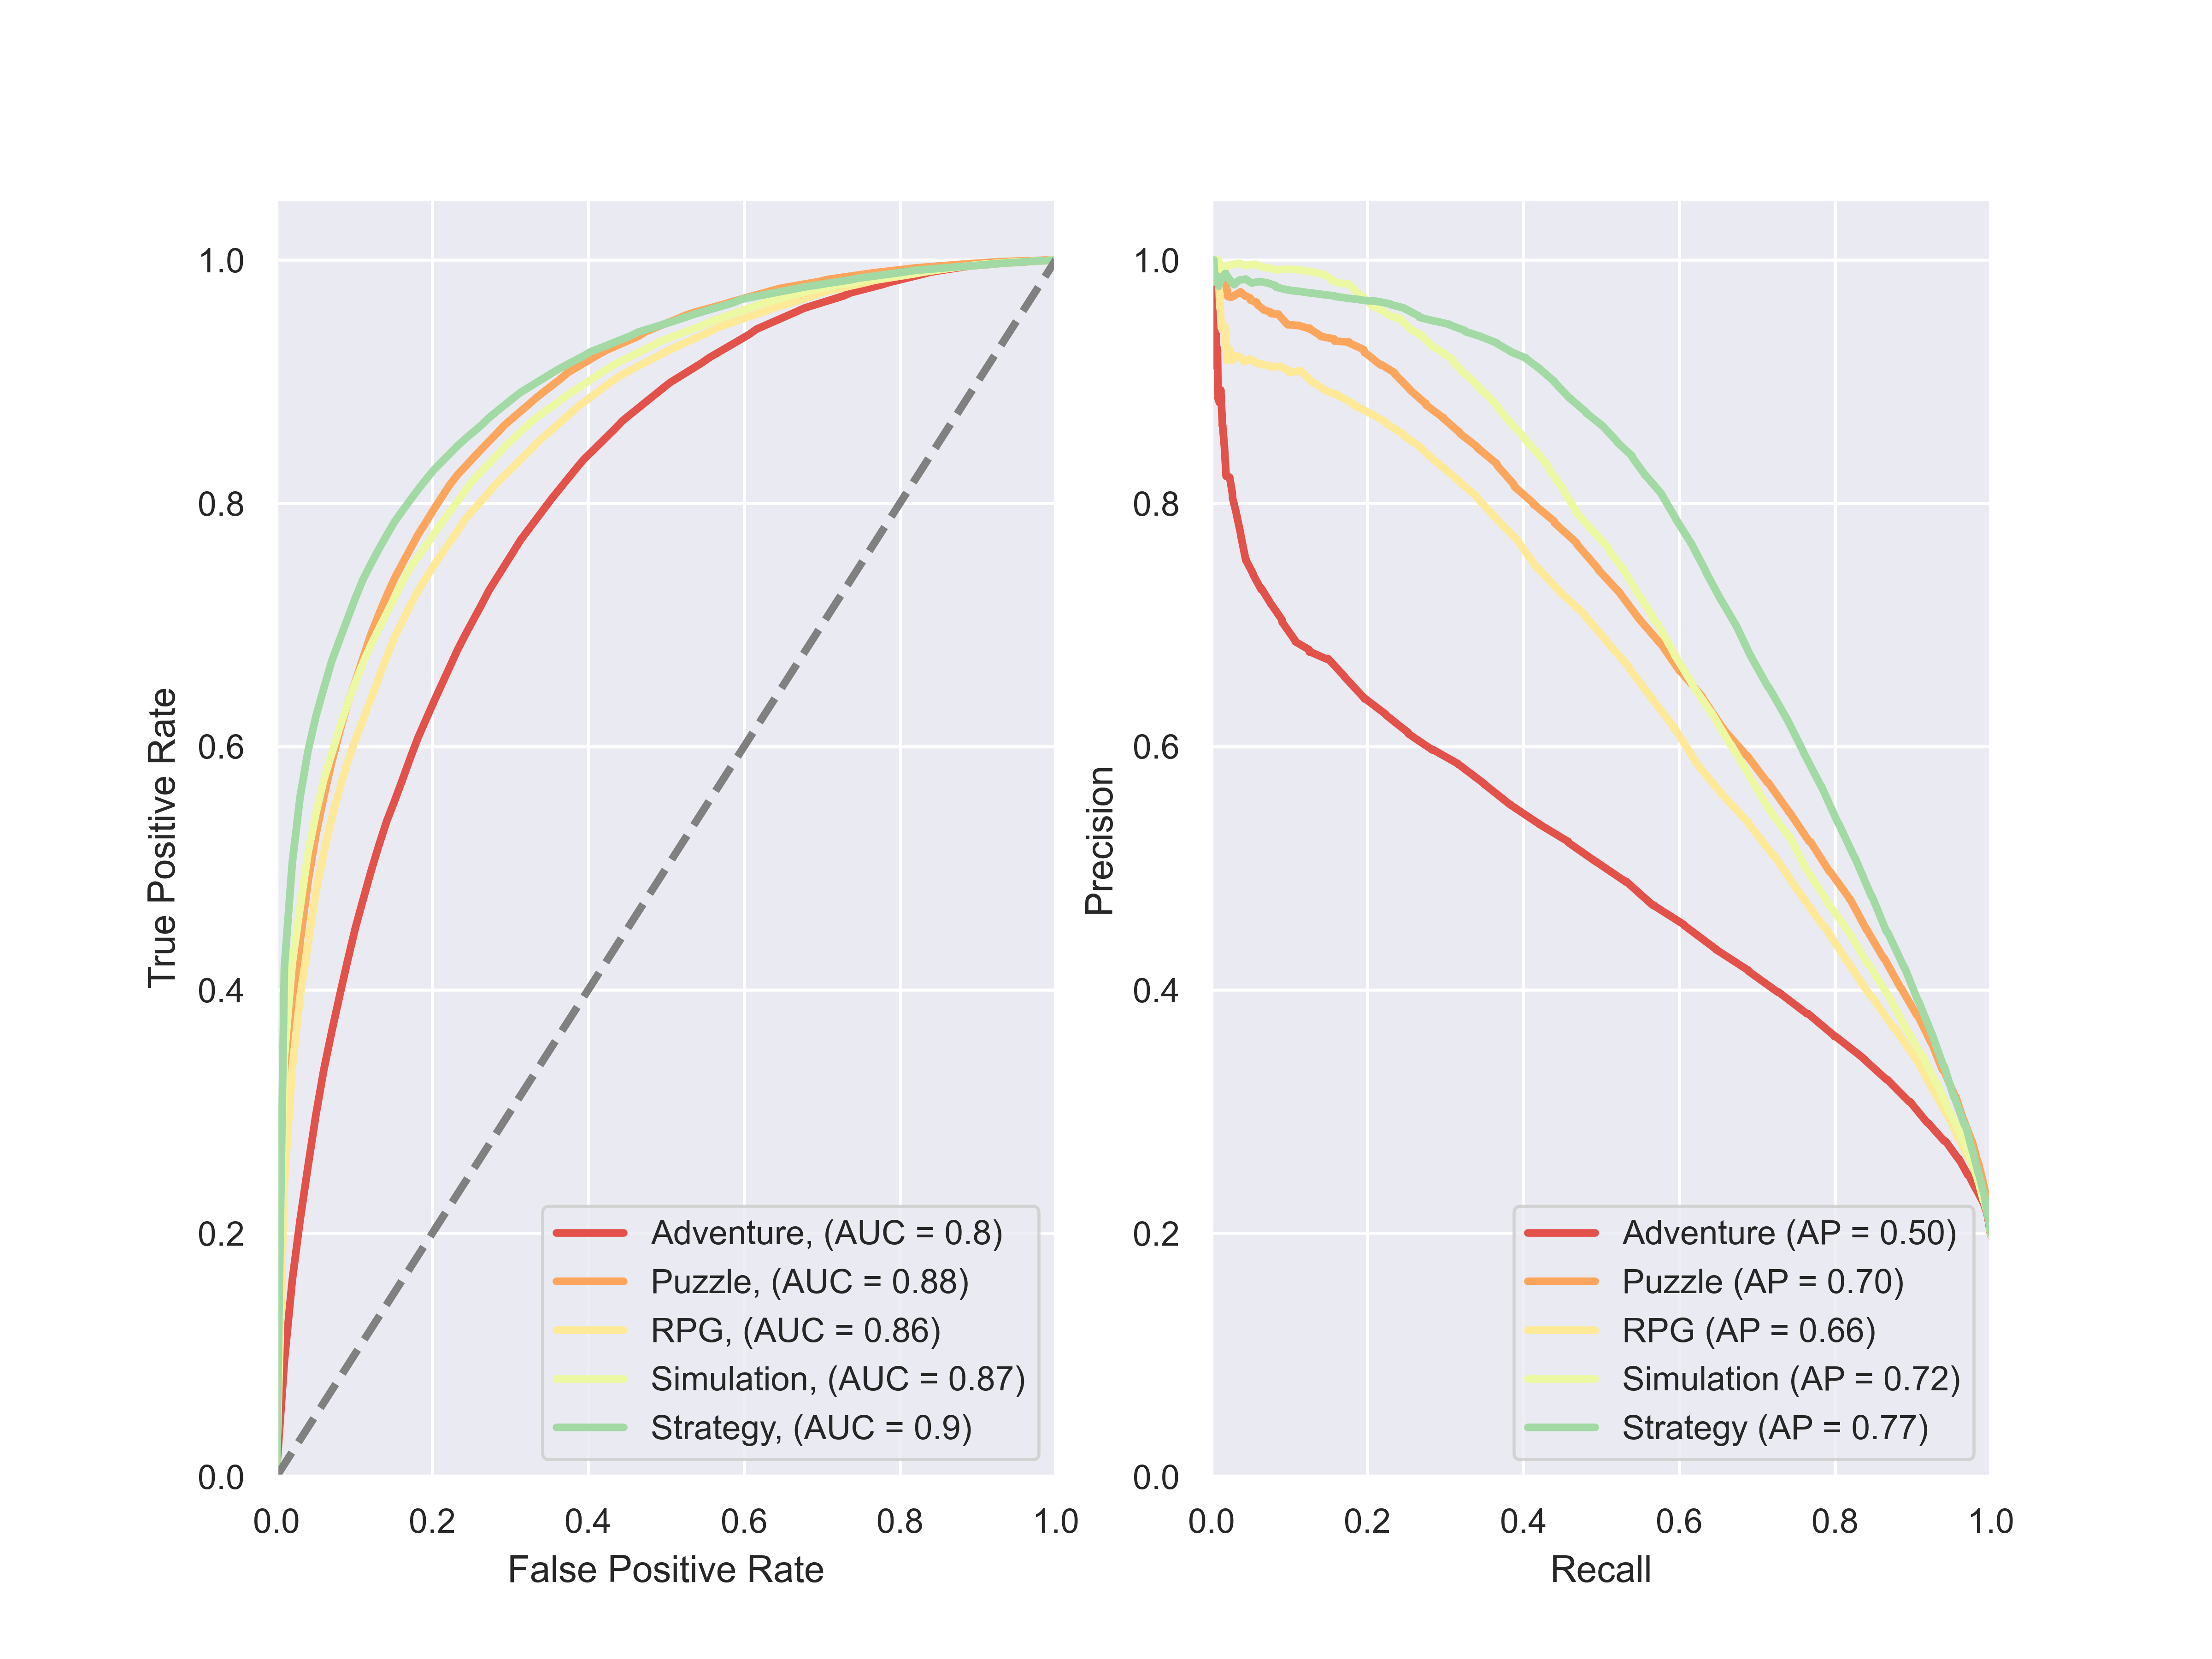 1.0
0.8
0.6
0.4
0.2
0.0
True Positive Rate
0.0 0.2 0.4 0.6 0.8 1.0
False Positive Rate
Adventure, (AUC = 0.8)
Puzzle, (AUC = 0.88)
RPG, (AUC = 0.86)
Simulation, (AUC = 0.87)
Strategy, (AUC = 0.9)
1.0
0.8
0.6
0.4
0.2
0.0
Precision
0.0 0.2 0.4 0.6 0.8 1.0
Recall
Adventure (AP = 0.50)
Puzzle (AP = 0.70)
RPG (AP = 0.66)
Simulation (AP = 0.72)
Strategy (AP = 0.77)